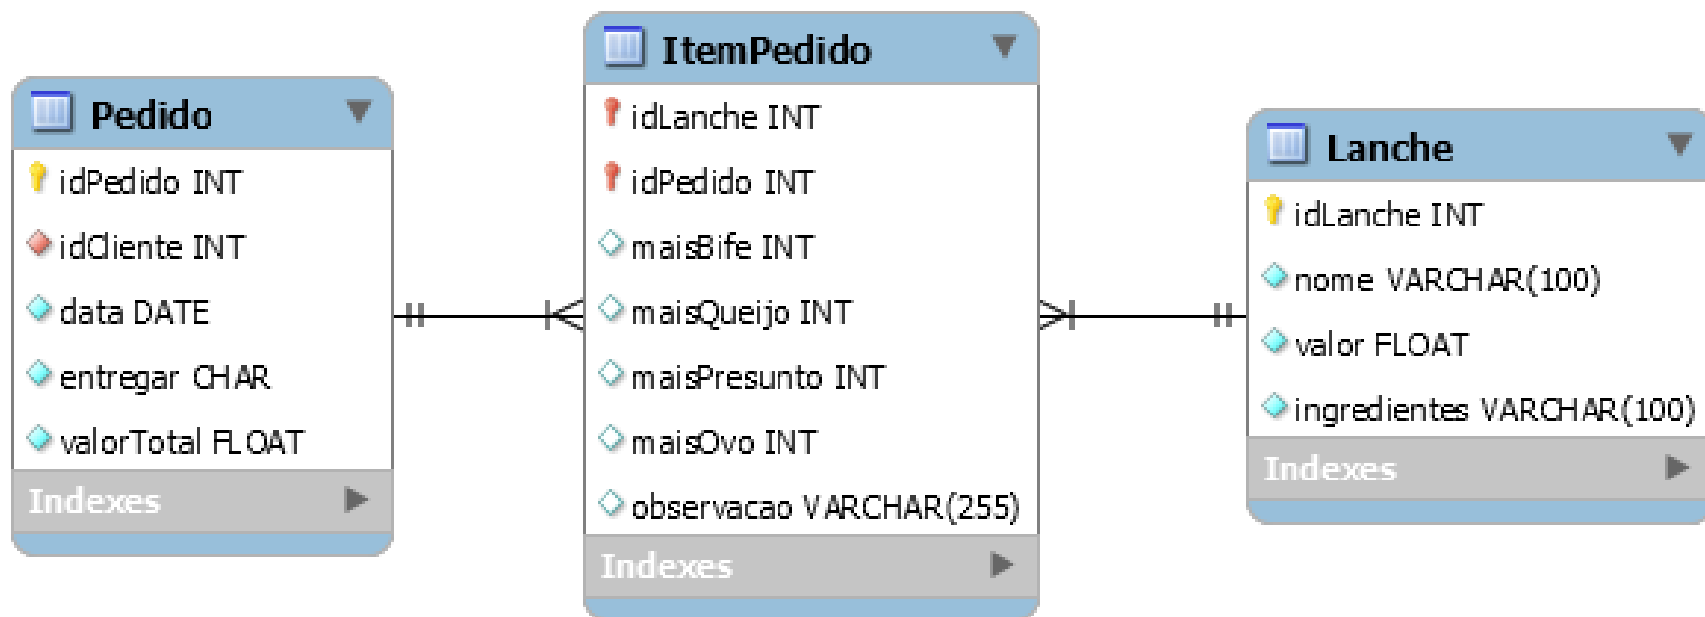 Pedido
idPedido INT
idCliente INT
data DATE
entregar CHAR
valorTotal FLOAT
Indexes
ItemPedido
idLanche INT
idPedido INT
maisBife INT
maisQueijo INT
maisPresunto INT
maisOvo INT
observacao VARCHAR(255)
Indexes
Lanche
idLanche INT
nome VARCHAR(100)
valor FLOAT
ingredientes VARCHAR(100)
Indexes